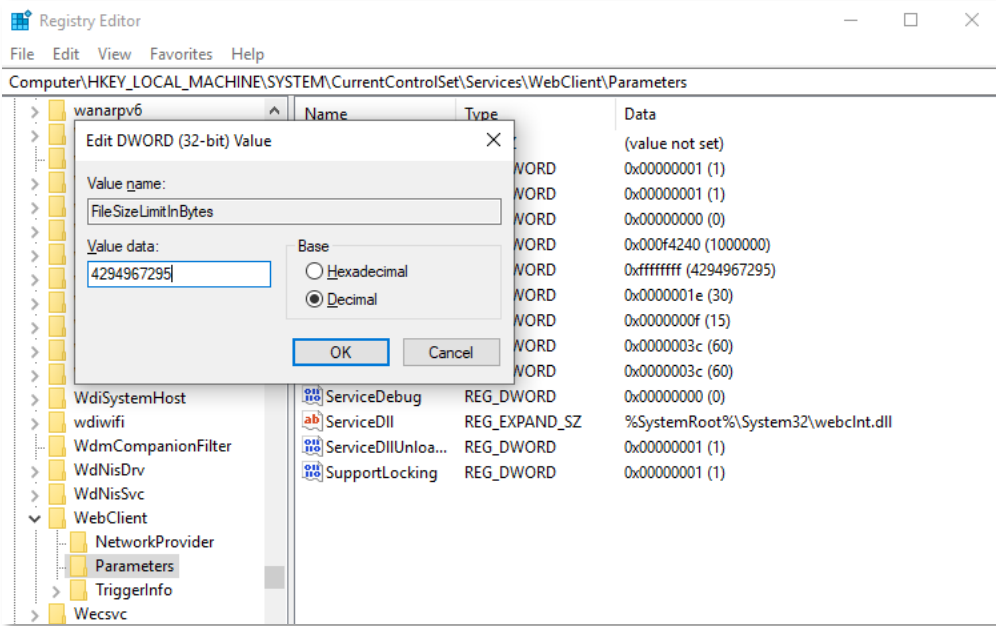 Registry Editor
File Edit View Favorites Help
Computer\HKEY_LOCAL_MACHINE\SYSTEM\CurrentControlSet\Services\WebClient\Parameters
wanarpv6
Name Type Data
Edit DWORD (32-bit) Value
Value name:
FileSizeLimitInBytes
Value data:
4294967295
Base
Hexadecimal
Decimal
OK Cancel
(value not set)
0x00000001 (1)
0x00000001 (1)
0x00000000 (0)
0x000f4240 (1000000)
0xffffffff (4294967295)
0x0000001e (30)
0x0000000f (15)
0x0000003c (60)
0x0000003c (60)
WdiSystemHost
wdiwifi
WdmCompanionFilter
WdNisDrv
WdNisSvc
WebClient
NetworkProvider
Parameters
TriggerInfo
Wecsvc
ServiceDebug REG_DWORD 0x00000000 (0)
ServiceDll REG_EXPAND_SZ %SystemRoot%\System32\webclnt.dll
ServiceDllUnloa... REG_DWORD 0x00000001 (1)
SupportLocking REG_DWORD 0x00000001 (1)